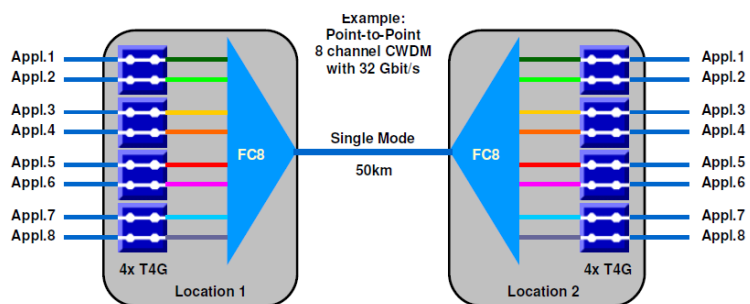 Example:
Point-to-Point
8 channel CWDM
with 32 Gbit/s
Appl.1
Appl.2
Appl.3
Appl.4
Appl.5
Appl.6
Appl.7
Appl.8
FC8
4x T4G
Location 1
Single Mode
50km
FC8
Appl.1
Appl.2
Appl.3
Appl.4
Appl.5
Appl.6
Appl.7
Appl.8
4x T4G
Location 2